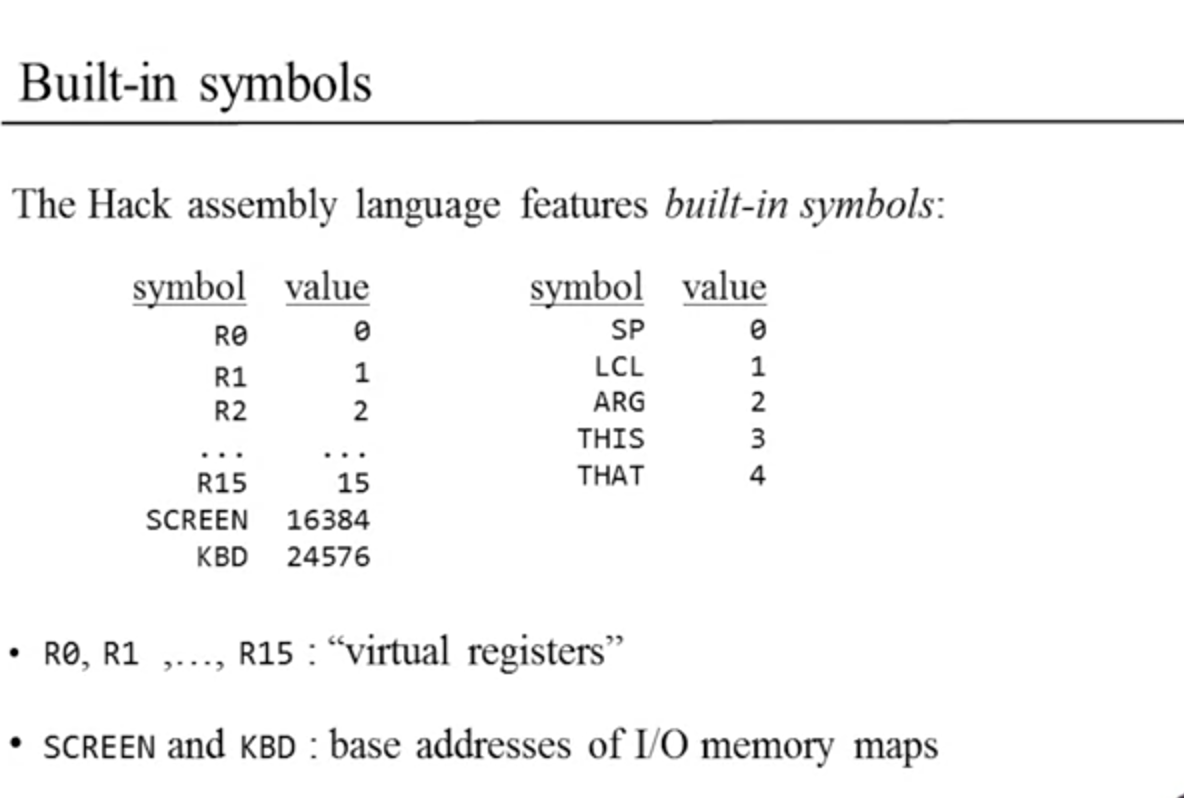 Built-in symbols
The Hack assembly language features built-in symbols:
symbol value symbol value
R0 0 SP 0
R1 1 LCL 1
R2 2 ARG 2
... ... THIS 3
R15 15 THAT 4
SCREEN 16384
KBD 24576
• R0, R1 ,..., R15 : “virtual registers”
• SCREEN and KBD : base addresses of I/O memory maps